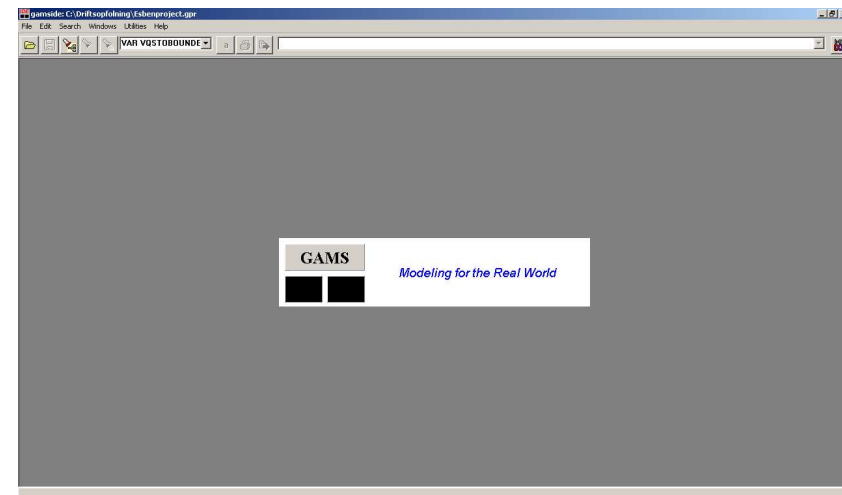 gamside: C:\Driftsopfolning\Esbenproject.gpr
File Edit Search Windows Utilities Help
VAR VQSTOBOUNDE
a
GAMS
Modeling for the Real World